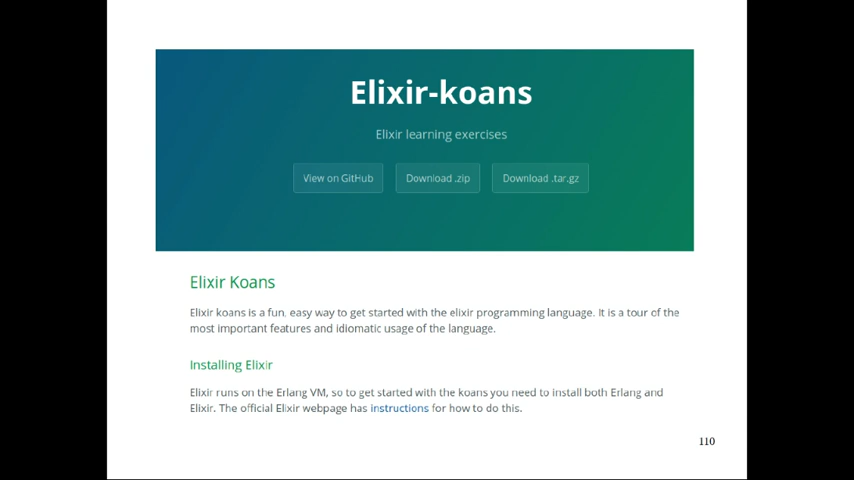 Elixir-koans
Elixir learning exercises
View on GitHub
Download .zip
Download .tar.gz
Elixir Koans
Elixir koans is a fun, easy way to get started with the elixir programming language. It is a tour of the
most important features and idiomatic usage of the language.
Installing Elixir
Elixir runs on the Erlang VM, so to get started with the koans you need to install both Erlang and
Elixir. The official Elixir webpage has instructions for how to do this.
110